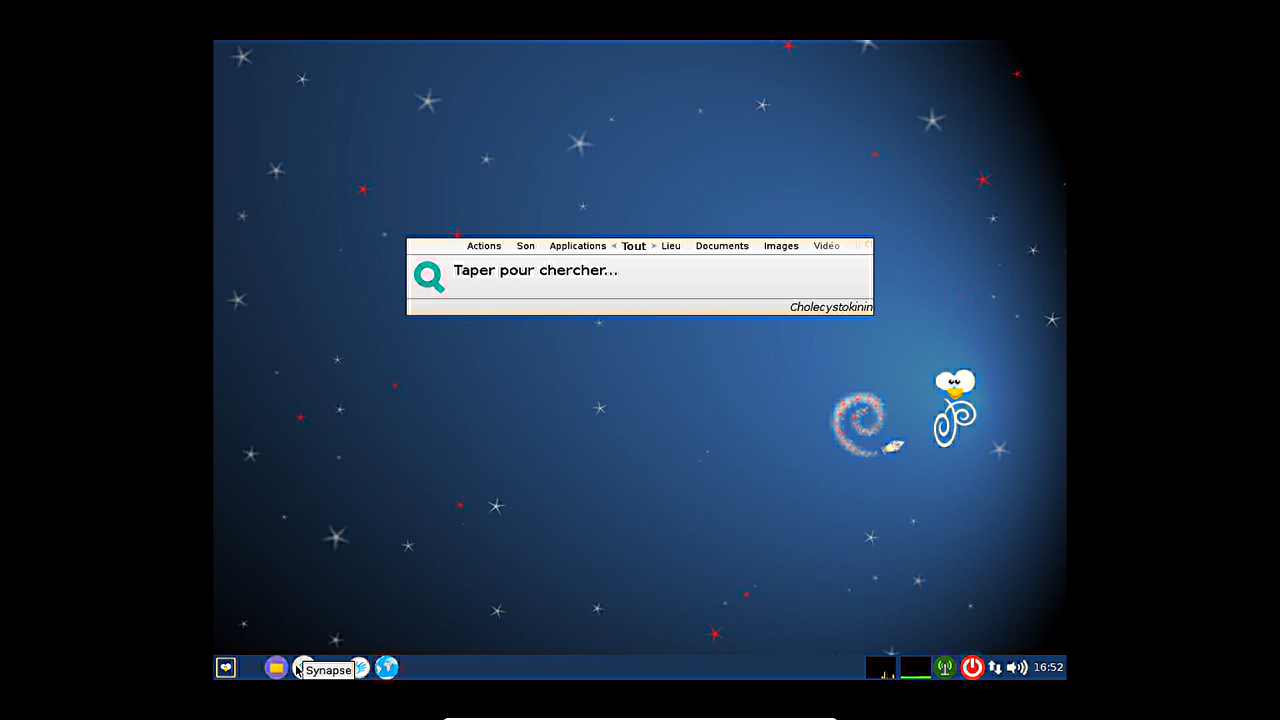 Actions Son Applications Tout Lieu Documents Images Vidéo
Taper pour chercher...
Cholecystokinin
Synapse
16:52